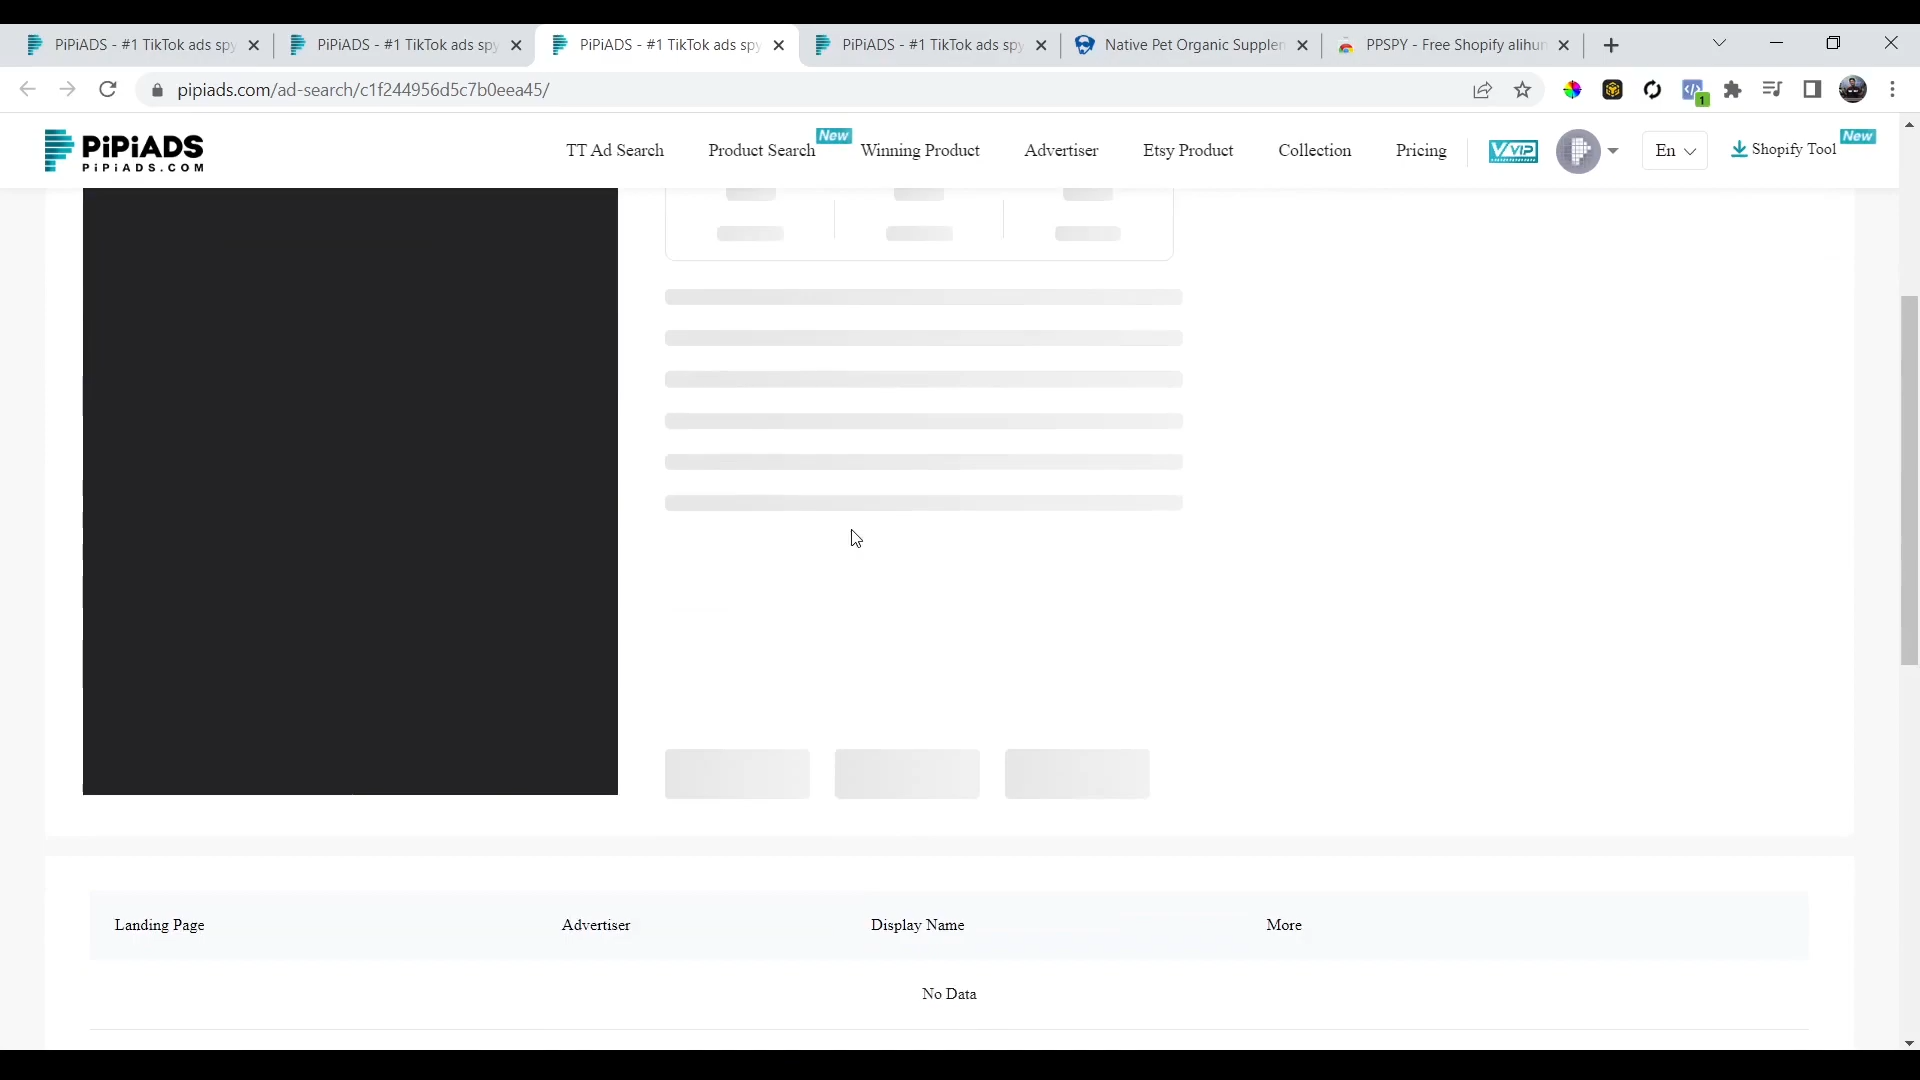 PiPiADS - #1 TikTok ads spy
PiPiADS - #1 TikTok ads spy
PiPiADS - #1 TikTok ads spy
PiPiADS - #1 TikTok ads spy
Native Pet Organic Supplen
PPSPY - Free Shopify alihun
pipiads.com/ad-search/c1f244956d5c7b0eea45/
1
PiPiADS
PiPiADS.COM
TT Ad Search
Product Search
New
Winning Product
Advertiser
Etsy Product
Collection
Pricing
VVIP
En
Shopify Tool
New
Landing Page
Advertiser
Display Name
More
No Data